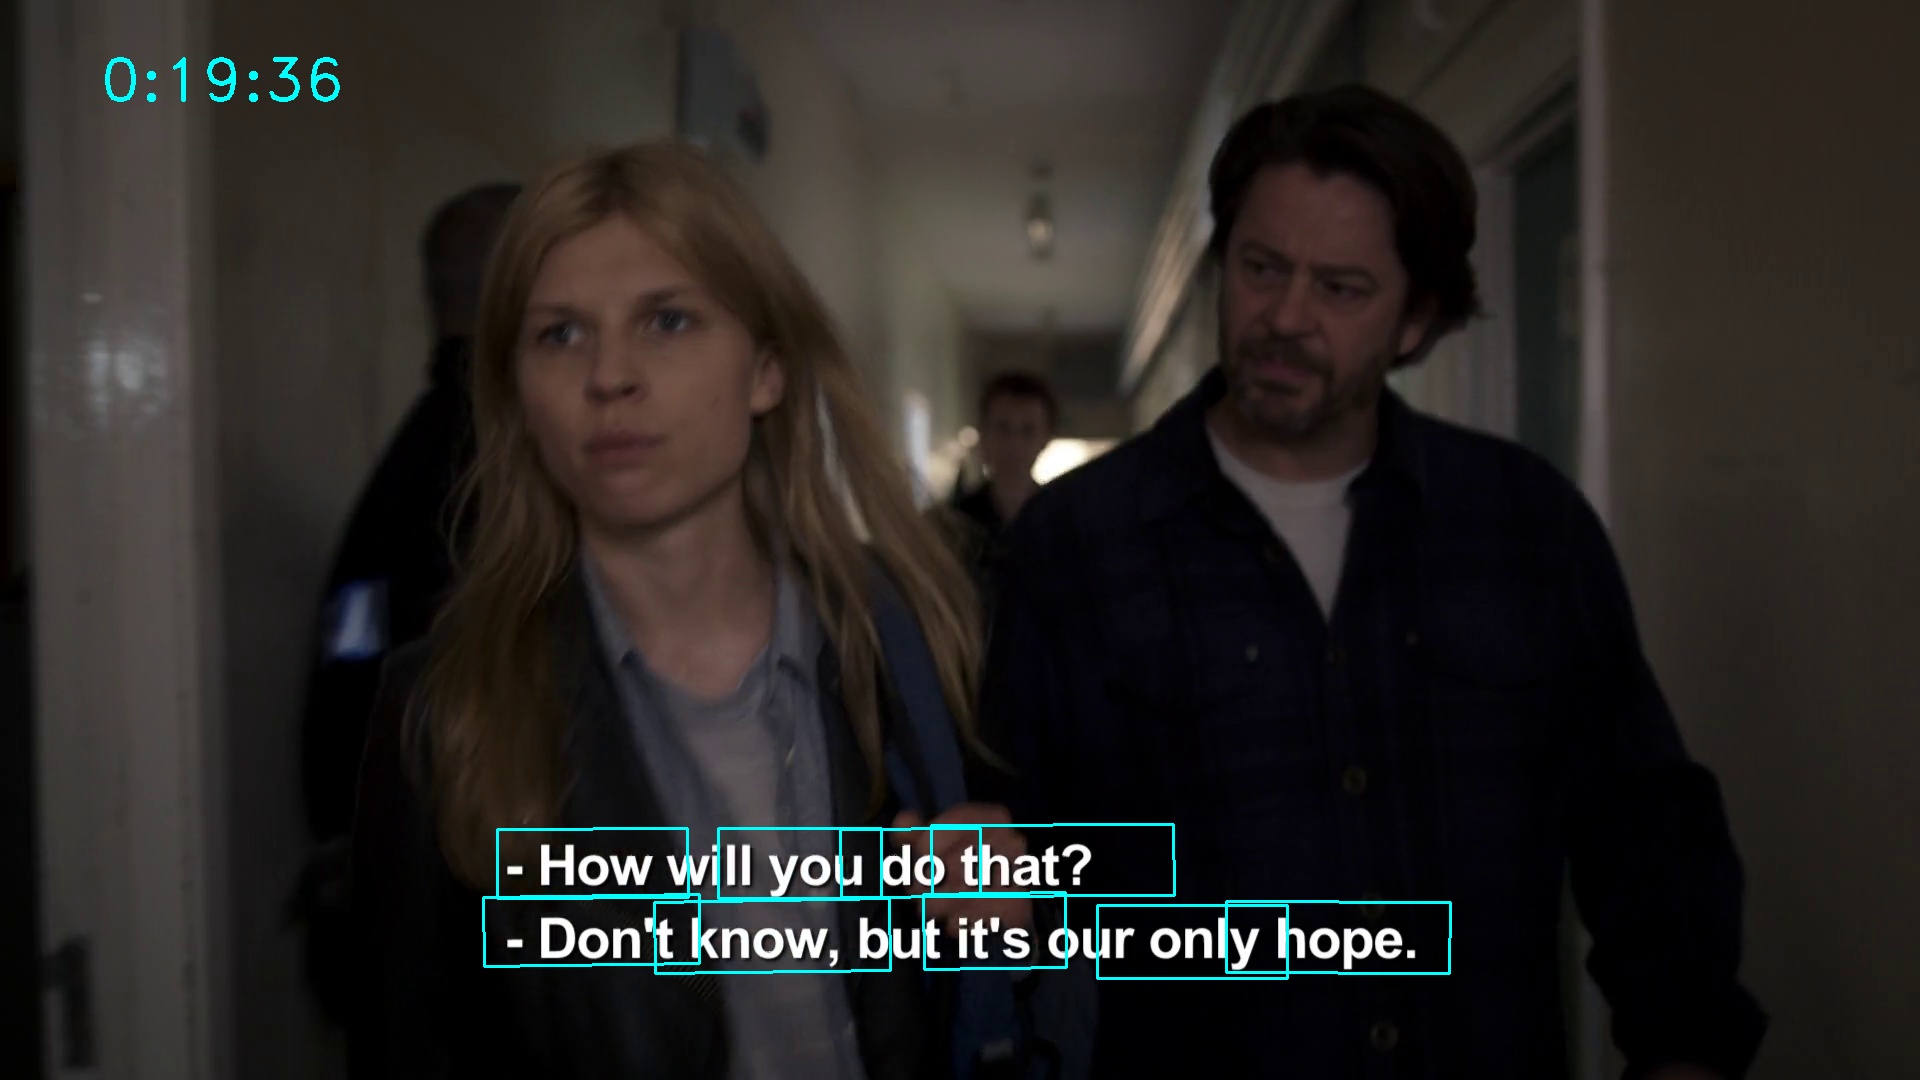 0:19:36
- How will you do that?
- Don't know, but it's our only hope.